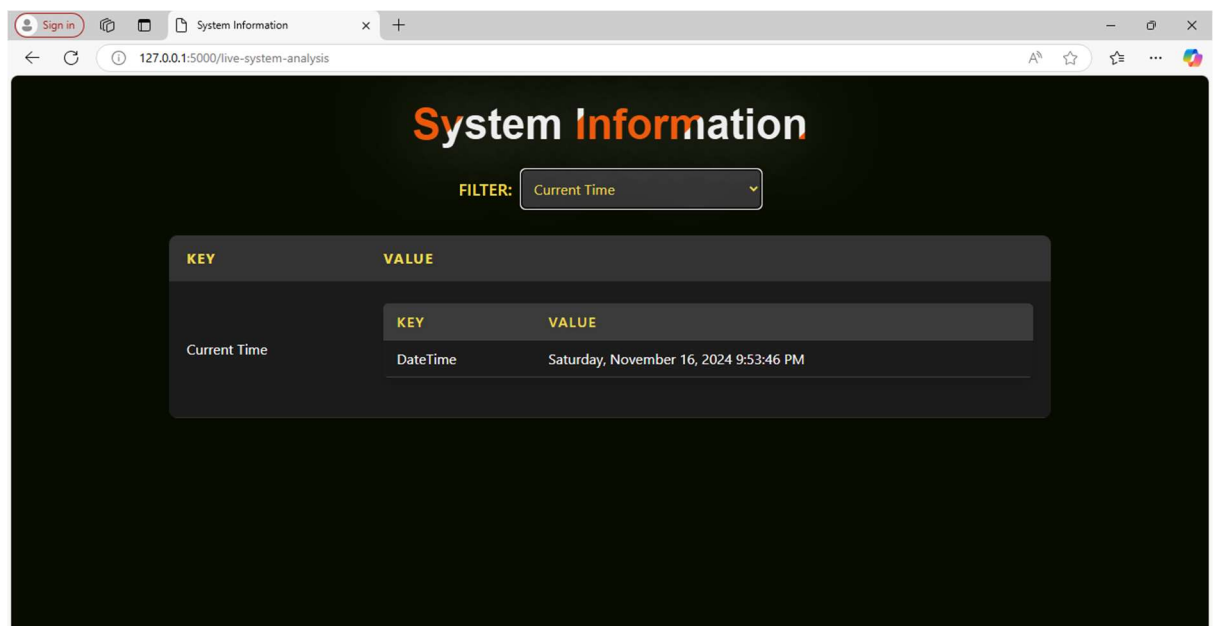 Sign in
System Information
127.0.0.1:5000/live-system-analysis
System Information
FILTER: Current Time
KEY VALUE
KEY VALUE
Current Time
DateTime Saturday, November 16, 2024 9:53:46 PM